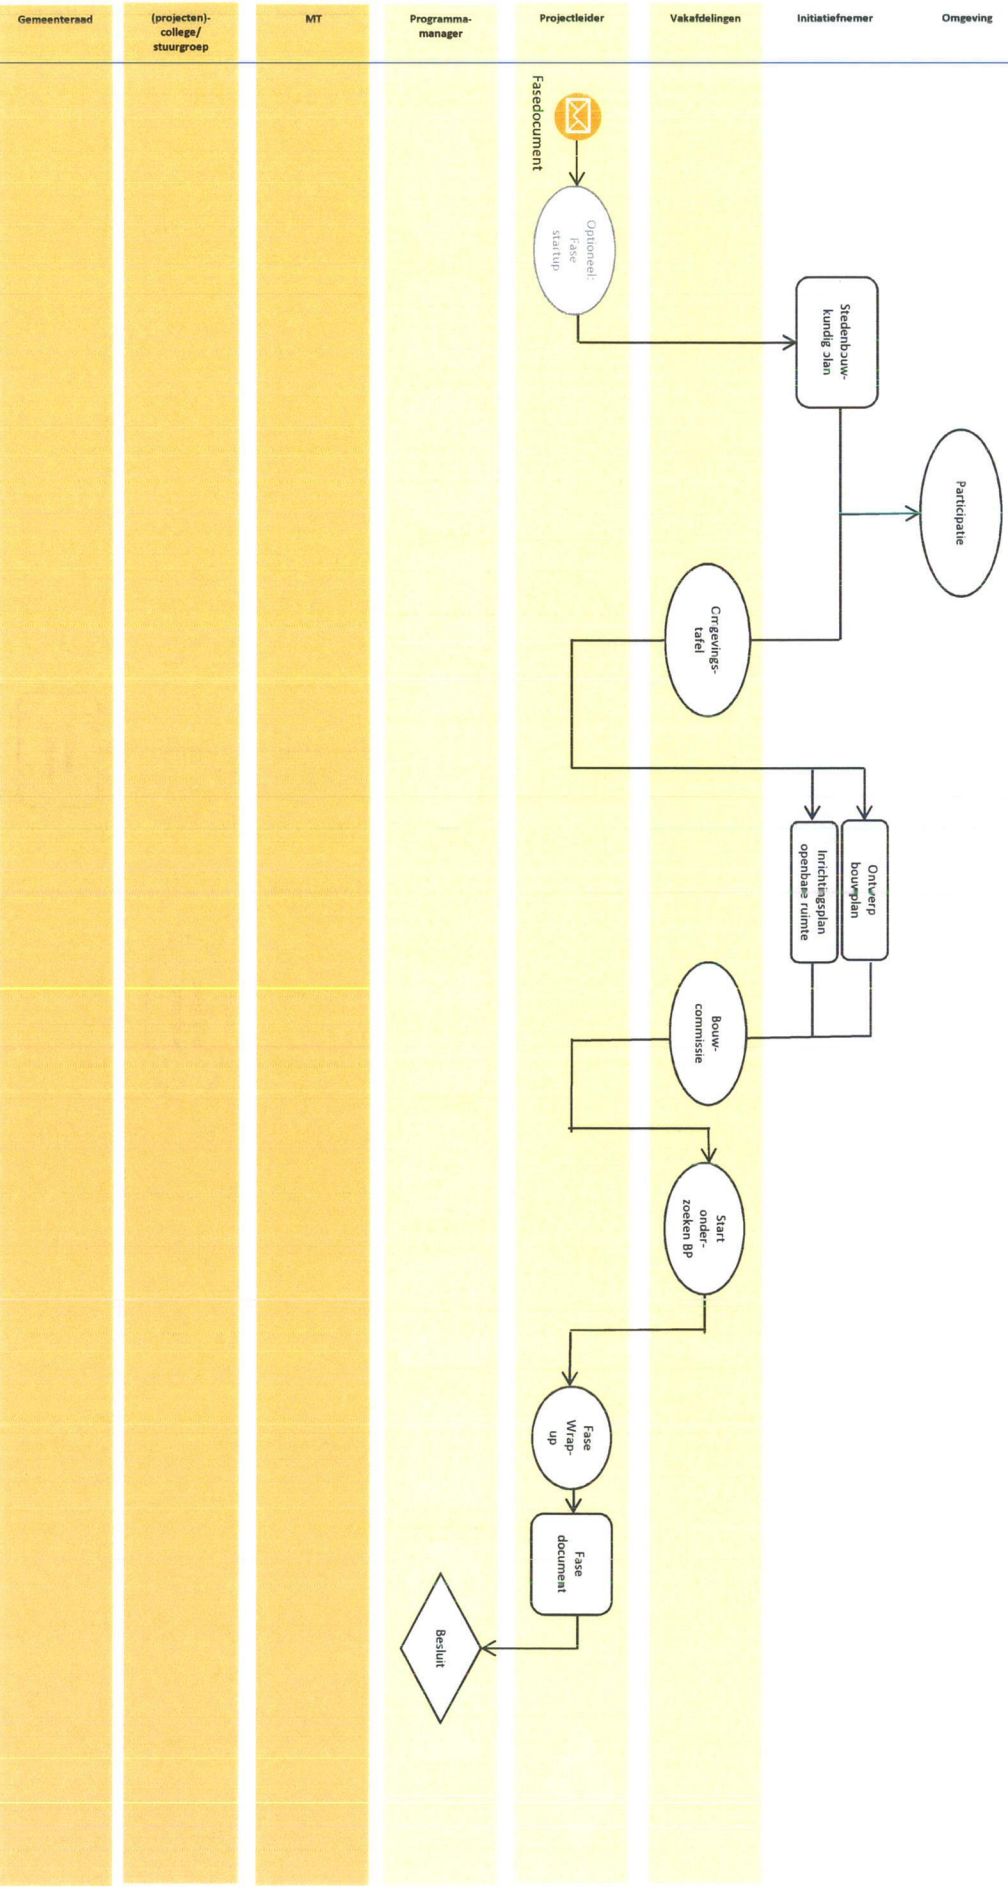 Gemeenteraad
(projecten)-
college/
stuurgroep
MT
Programma-
manager
Projectleider
Vakafdelingen
Initiatiefnemer
Omgeving
Fasedocument
Optioneel:
Fase
startup
Stedenbouw-
kundig plan
Participatie
Omgevings-
tafel
Ontwerp
bouwplan
Inrichtingsplan
openbare ruimte
Bouw-
commissie
Start
onder-
zoeken BP
Fase
Wrap-
up
Fase
document
Besluit